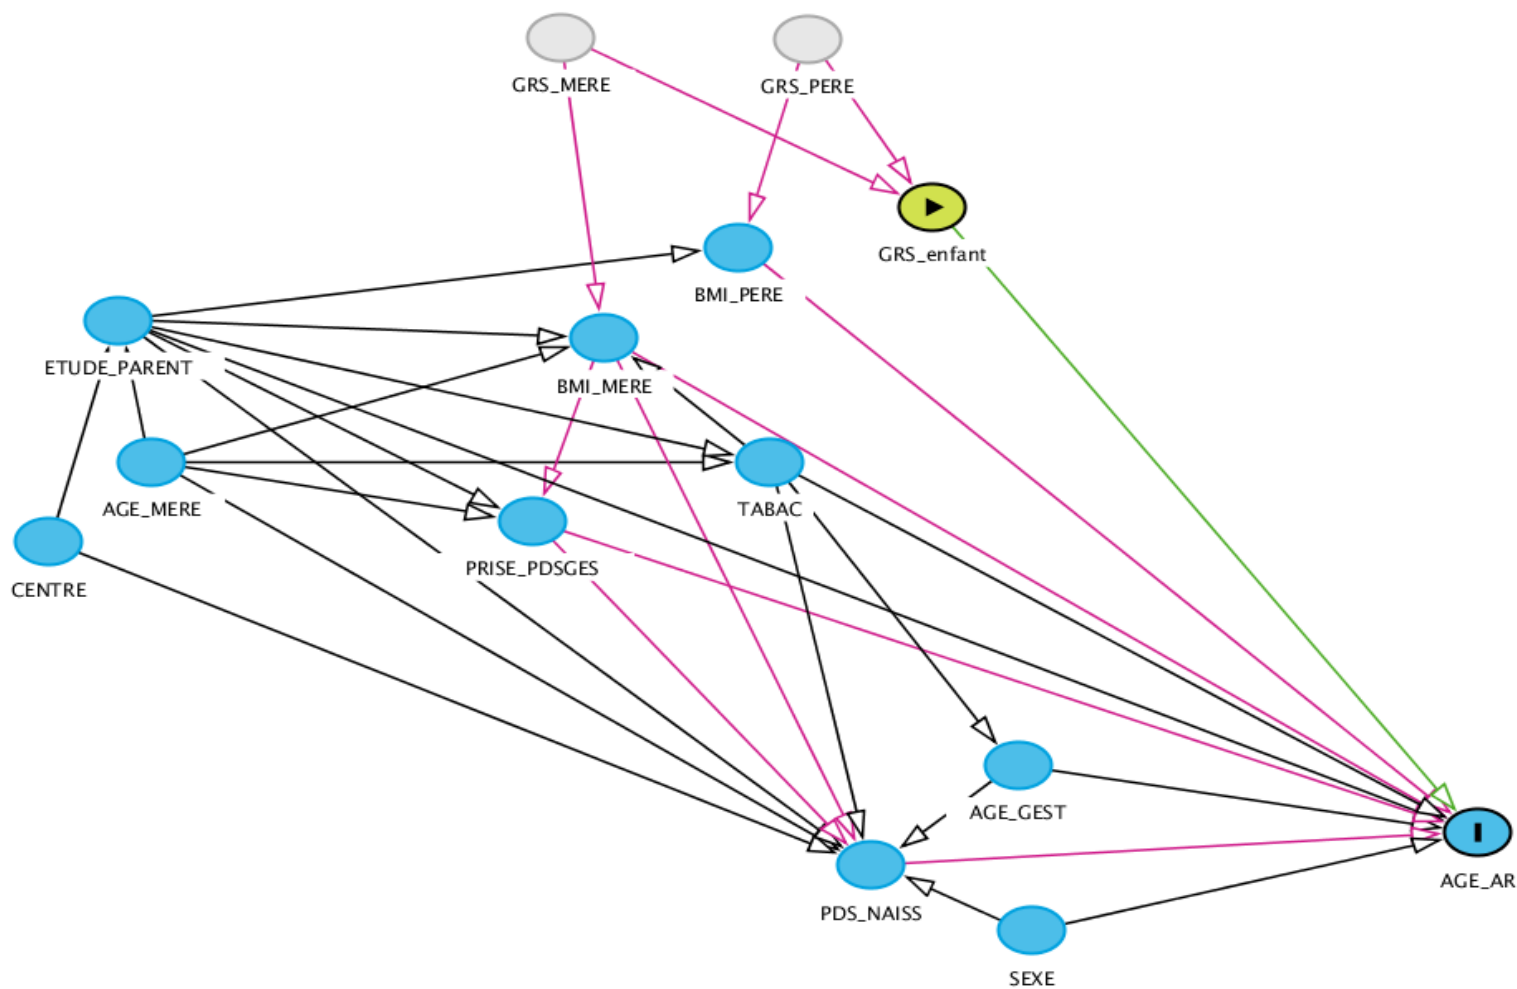 GRS_MERE
GRS_PERE
GRS_enfant
BMI_PERE
ETUDE_PARENT
BMI_MERE
AGE_MERE
TABAC
PRISE_PDSGES
CENTRE
AGE_GEST
AGE_AR
PDS_NAISS
SEXE